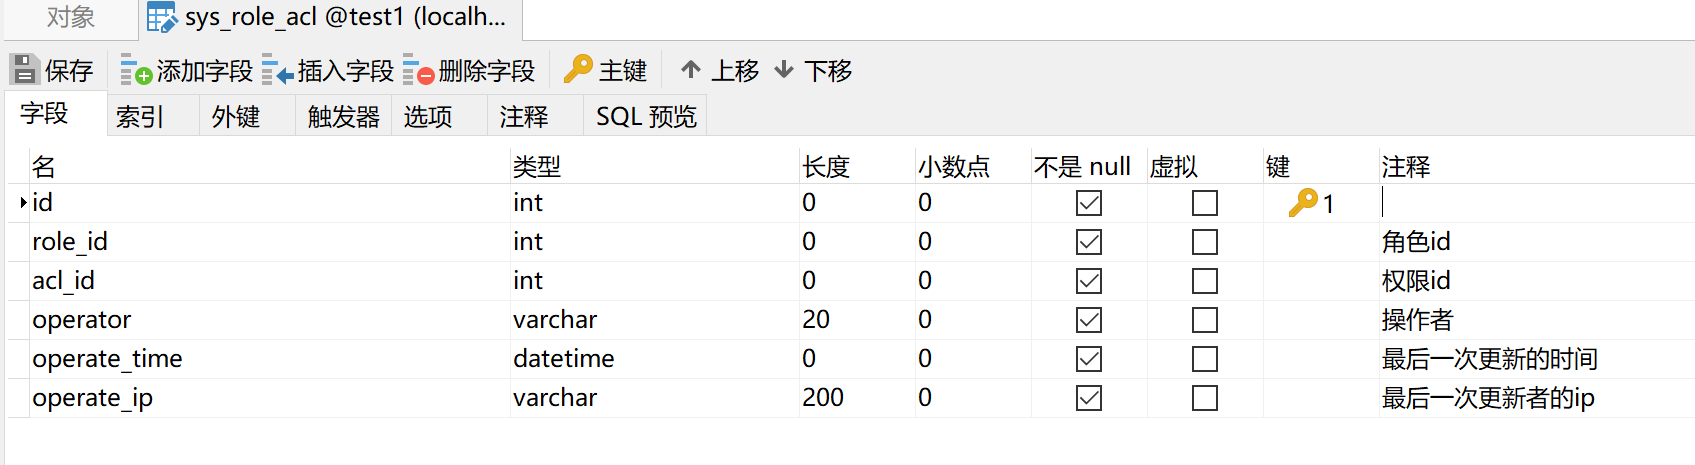 对象 sys_role_acl @test1 (localh...
保存 添加字段 插入字段 删除字段 主键 上移 下移
字段 索引 外键 触发器 选项 注释 SQL 预览
名 类型 长度 小数点 不是 null 虚拟 键 注释
id int 0 0 1
role_id int 0 0 角色id
acl_id int 0 0 权限id
operator varchar 20 0 操作者
operate_time datetime 0 0 最后一次更新的时间
operate_ip varchar 200 0 最后一次更新者的ip